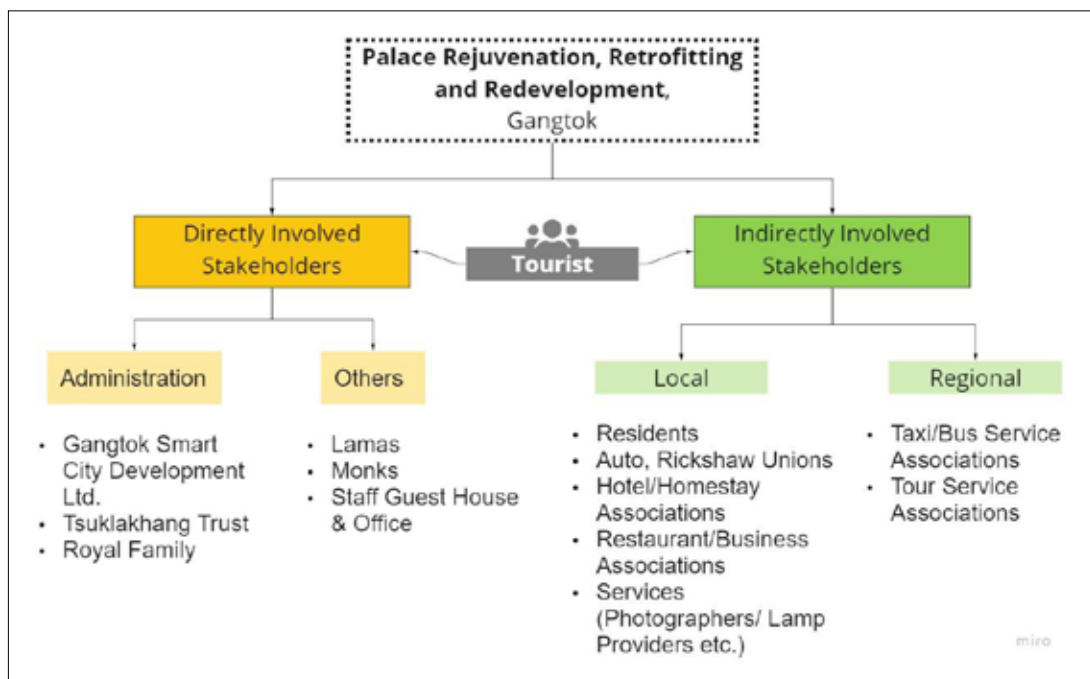 Palace Rejuvenation, Retrofitting
and Redevelopment,
Gangtok
Directly Involved
Stakeholders
Tourist
Indirectly Involved
Stakeholders
Administration
Others
Local
Regional
• Gangtok Smart
City Development
Ltd.
• Tsuklakhang Trust
• Royal Family
• Lamas
• Monks
• Staff Guest House
& Office
• Residents
• Auto, Rickshaw Unions
• Hotel/Homestay
Associations
• Restaurant/Business
Associations
• Services
(Photographers/ Lamp
Providers etc.)
• Taxi/Bus Service
Associations
• Tour Service
Associations
miro